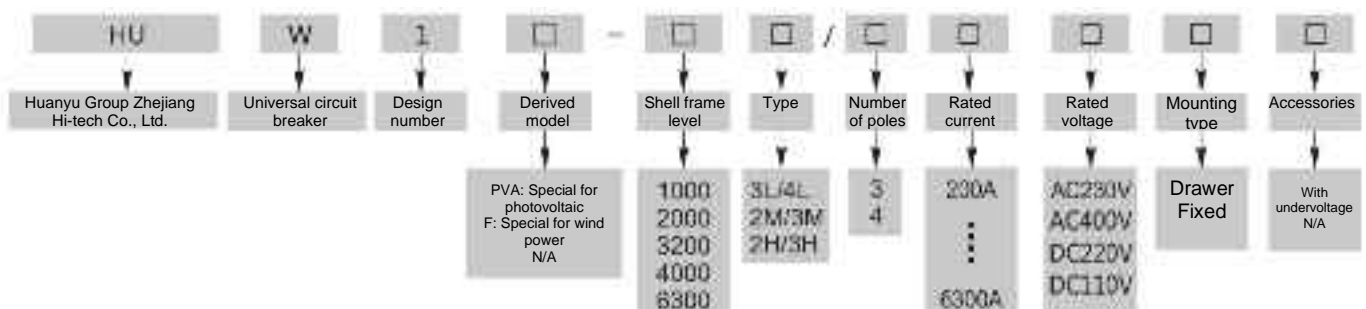 HU W 1 □ - □ □ / □ □ □ □ □
Huanyu Group Zhejiang
Hi-tech Co., Ltd.
Universal circuit
breaker
Design
number
Derived
model
Shell frame
level
Type
Number
of poles
Rated
current
Rated
voltage
Mounting
type
Accessories
PVA: Special for
photovoltaic
F: Special for wind
power
N/A
1000
2000
3200
4000
6300
3L/4L
2M/3M
2H/3H
3
4
200A
6300A
AC230V
AC400V
DC220V
DC110V
Drawer
Fixed
With
undervoltage
N/A